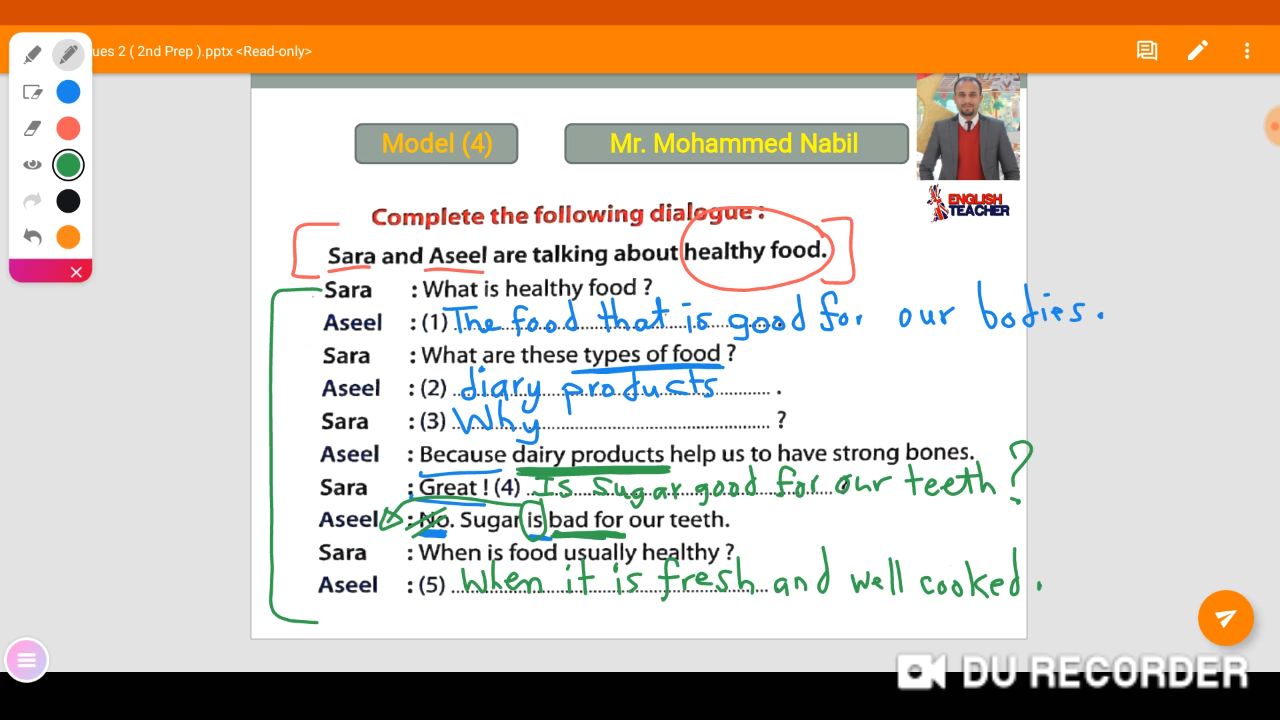 ues 2 ( 2nd Prep ).pptx <Read-only>
Model (4)
Mr. Mohammed Nabil
ENGLISH
TEACHER
Complete the following dialogue :
Sara and Aseel are talking about healthy food.
Sara : What is healthy food ?
Aseel : (1) The food that is good for our bodies.
Sara : What are these types of food ?
Aseel : (2) diary products .
Sara : (3) Why ?
Aseel : Because dairy products help us to have strong bones.
Sara : Great ! (4) Is sugar good for our teeth ?
Aseel : No. Sugar is bad for our teeth.
Sara : When is food usually healthy ?
Aseel : (5) When it is fresh and well cooked.
DU RECORDER